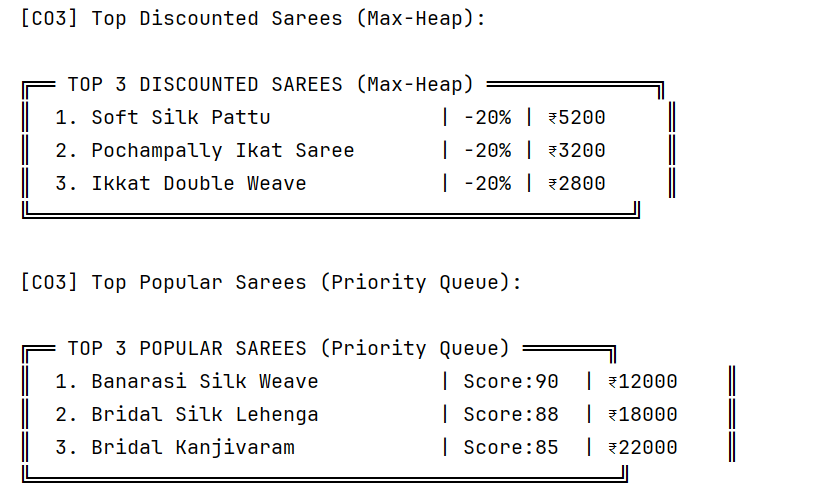 [CO3] Top Discounted Sarees (Max-Heap):
╔══ TOP 3 DISCOUNTED SAREES (Max-Heap) ══════════════╗
║  1. Soft Silk Pattu              | -20% | ₹5200     ║
║  2. Pochampally Ikat Saree       | -20% | ₹3200     ║
║  3. Ikkat Double Weave           | -20% | ₹2800     ║
╚══════════════════════════════════════════════════╝
[CO3] Top Popular Sarees (Priority Queue):
╔══ TOP 3 POPULAR SAREES (Priority Queue) ═══════╗
║  1. Banarasi Silk Weave          | Score:90  | ₹12000    ║
║  2. Bridal Silk Lehenga          | Score:88  | ₹18000    ║
║  3. Bridal Kanjivaram            | Score:85  | ₹22000    ║
╚═════════════════════════════════════════════════╝